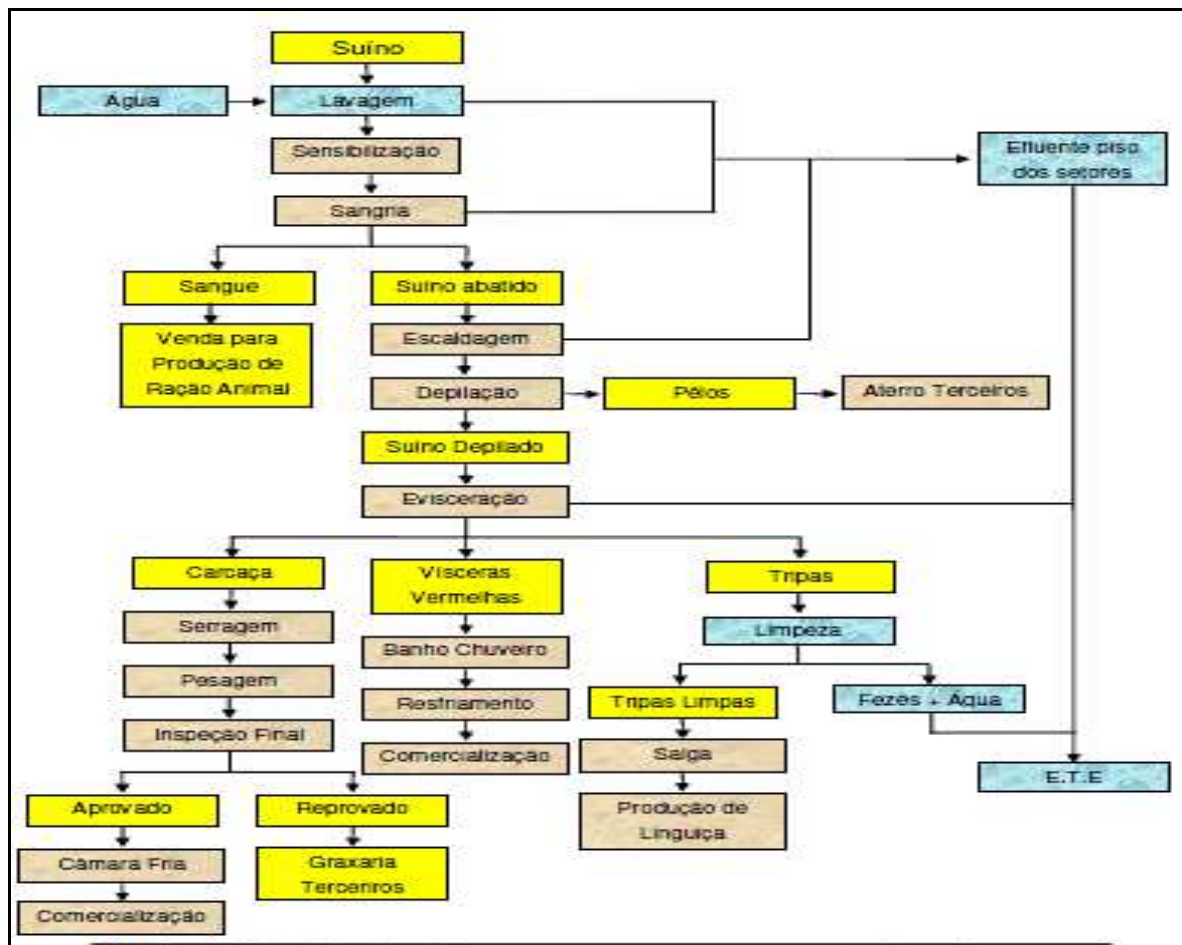 Suíno
Água
Lavagem
Sensibilização
Efluente piso
dos setores
Sangria
Sangue
Suíno abatido
Venda para
Produção de
Ração Animal
Escaldagem
Depilação
Pêlos
Aterro Terceiros
Suíno Depilado
Evisceração
Carcaça
Vísceras
Vermelhas
Tripas
Serragem
Limpeza
Banho Chuveiro
Pesagem
Resfriamento
Tripas Limpas
Fezes + Água
Inspeção Final
Comercialização
Salga
E.T.E
Aprovado
Reprovado
Produção de
Linguiça
Câmara Fria
Graxaria
Terceriros
Comercialização